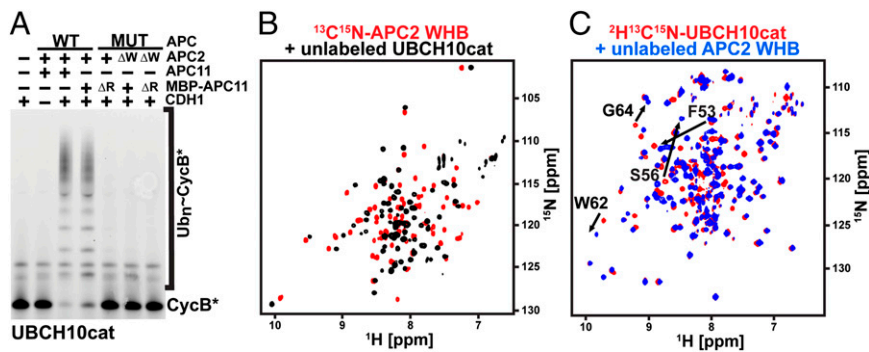 A
WT MUT APC
- + + + + ΔW ΔW APC2
- + + APC11
+ ΔR + ΔR MBP-APC11
+ - + + + + + CDH1
Ubn~CycB*
CycB*
UBCH10cat
B
13C15N-APC2 WHB
+ unlabeled UBCH10cat
105
110
115
120
125
130
15N [ppm]
10 9 8 7
1H [ppm]
C
2H13C15N-UBCH10cat
+ unlabeled APC2 WHB
G64
F53
S56
W62
110
115
120
125
130
15N [ppm]
10 9 8 7
1H [ppm]